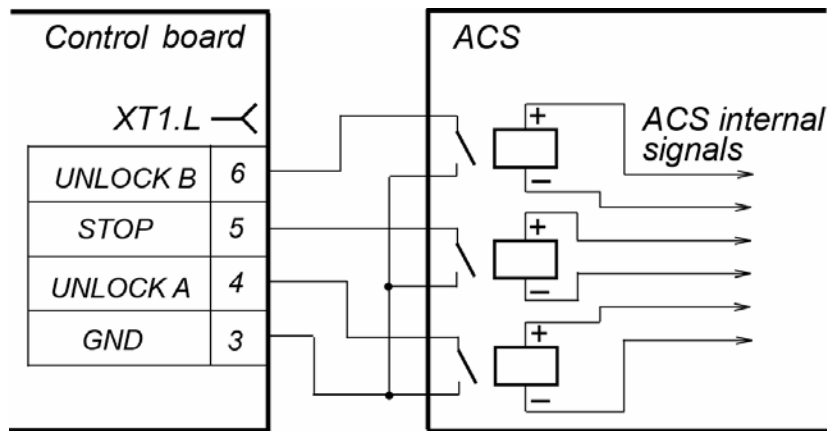 Control board
ACS
XT1.L
UNLOCK B 6
STOP 5
UNLOCK A 4
GND 3
+
−
+
−
+
−
ACS internal
signals